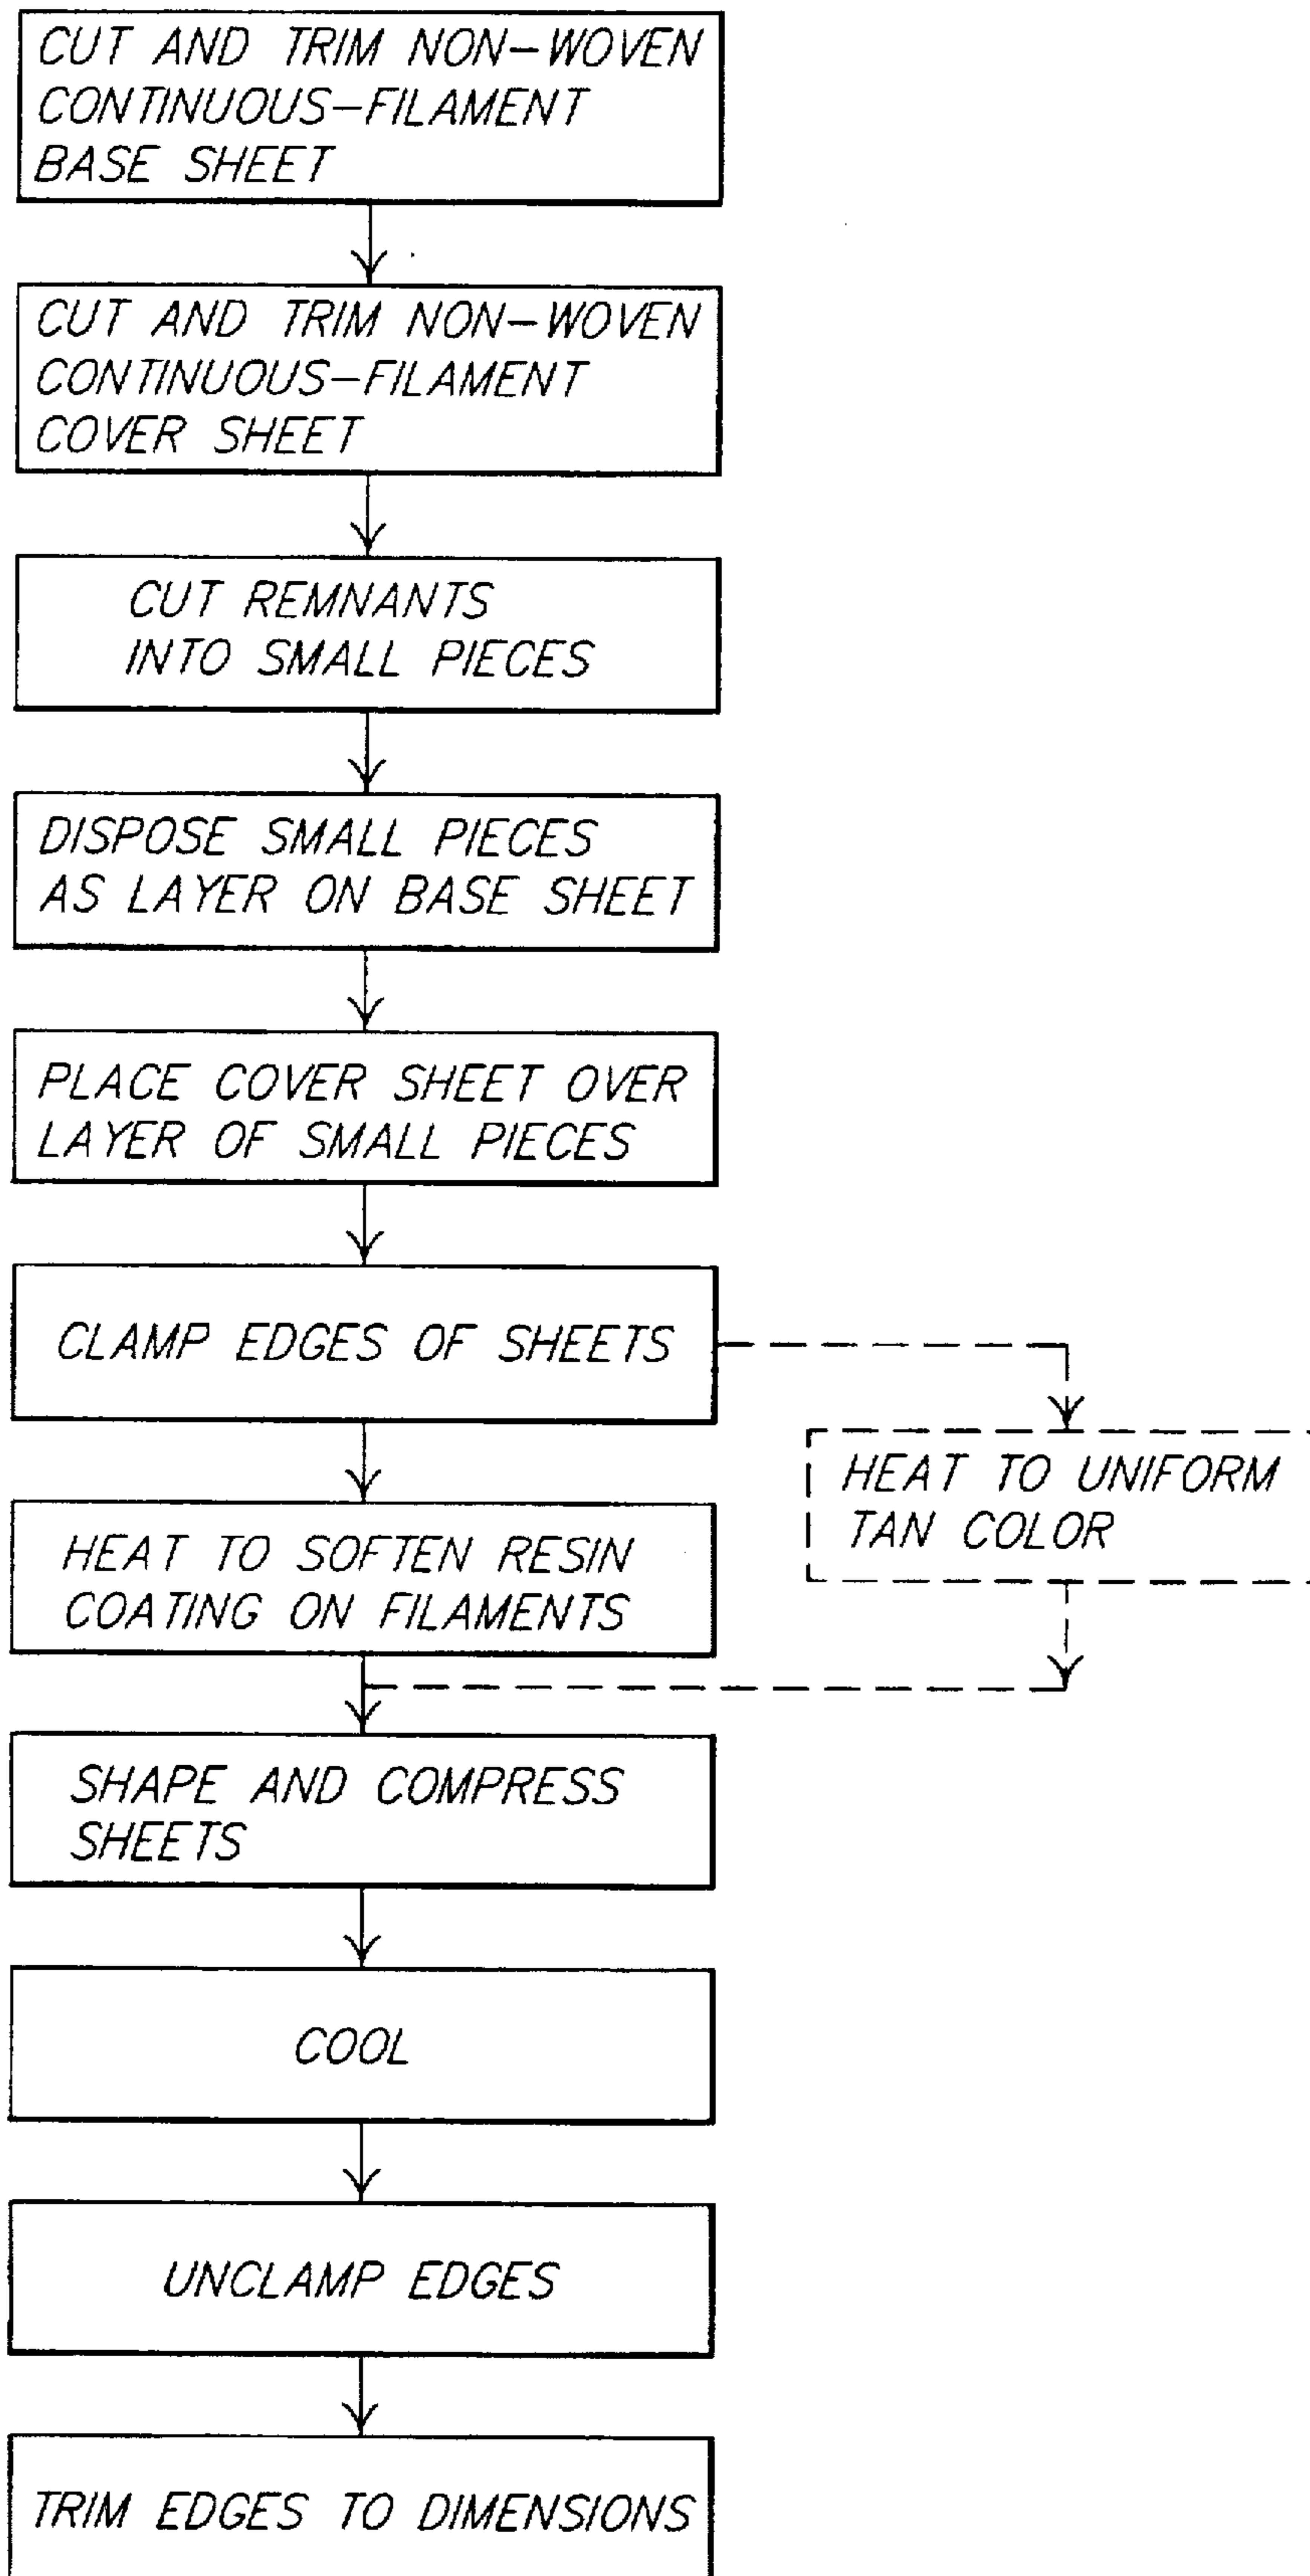 CUT AND TRIM NON-WOVEN
CONTINUOUS-FILAMENT
BASE SHEET
CUT AND TRIM NON-WOVEN
CONTINUOUS-FILAMENT
COVER SHEET
CUT REMNANTS
INTO SMALL PIECES
DISPOSE SMALL PIECES
AS LAYER ON BASE SHEET
PLACE COVER SHEET OVER
LAYER OF SMALL PIECES
CLAMP EDGES OF SHEETS
HEAT TO UNIFORM
TAN COLOR
HEAT TO SOFTEN RESIN
COATING ON FILAMENTS
SHAPE AND COMPRESS
SHEETS
COOL
UNCLAMP EDGES
TRIM EDGES TO DIMENSIONS